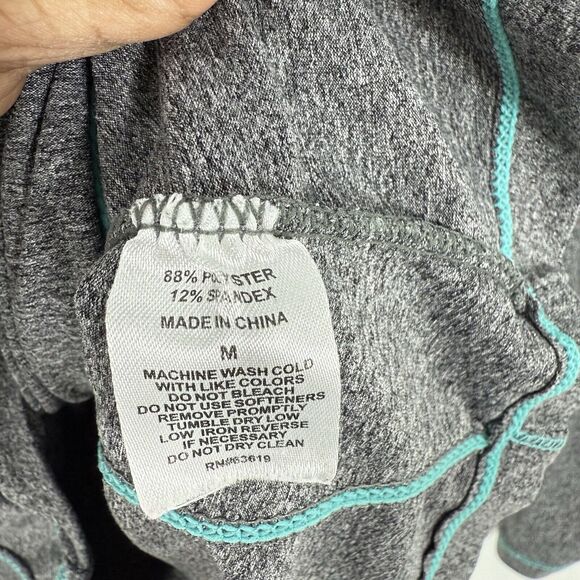 88% POLYESTER
12% SPANDEX
MADE IN CHINA
M
MACHINE WASH COLD
WITH LIKE COLORS
DO NOT BLEACH
DO NOT USE SOFTENERS
REMOVE PROMPTLY
TUMBLE DRY LOW
LOW IRON REVERSE
IF NECESSARY
DO NOT DRY CLEAN
RN#63619